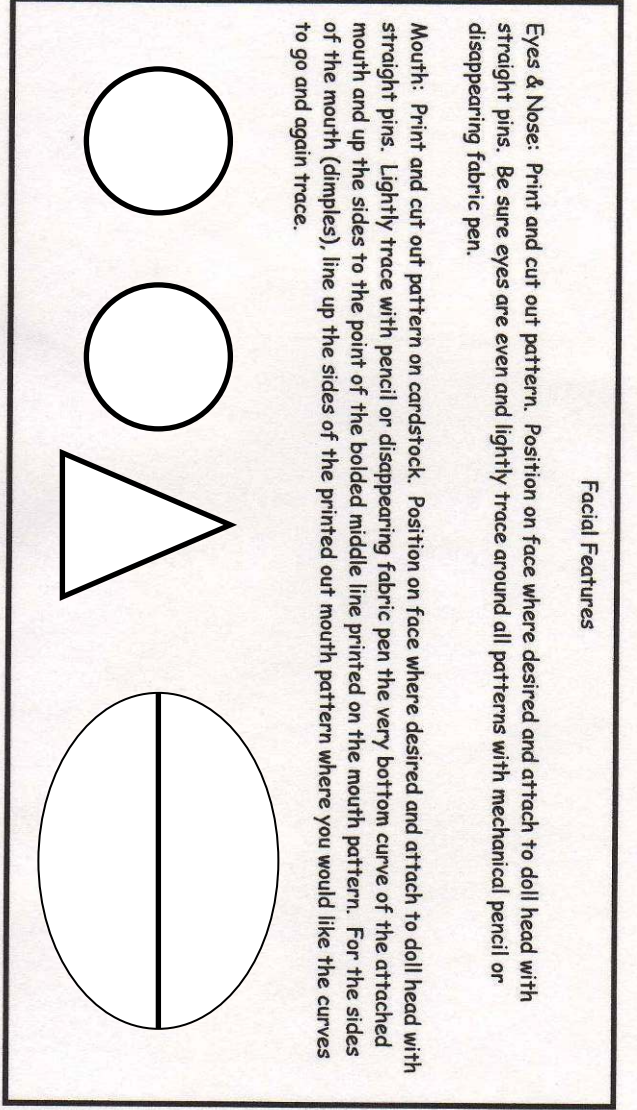 Facial Features
Eyes & Nose: Print and cut out pattern. Position on face where desired and attach to doll head with
straight pins. Be sure eyes are even and lightly trace around all patterns with mechanical pencil or
disappearing fabric pen.
Mouth: Print and cut out pattern on cardstock. Position on face where desired and attach to doll head with
straight pins. Lightly trace with pencil or disappearing fabric pen the very bottom curve of the attached
mouth and up the sides to the point of the bolded middle line printed on the mouth pattern. For the sides
of the mouth (dimples), line up the sides of the printed out mouth pattern where you would like the curves
to go and again trace.